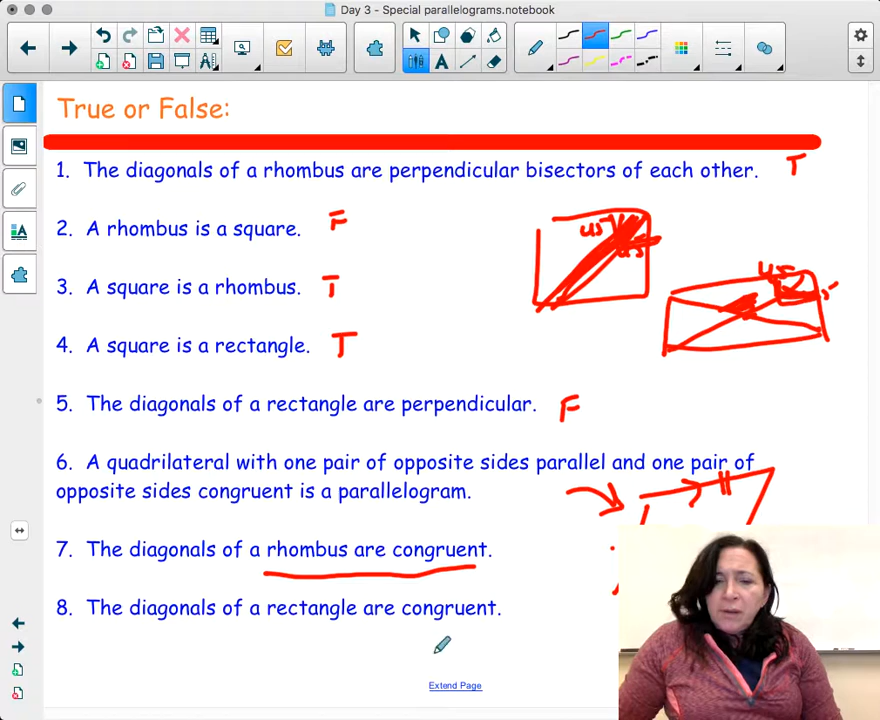 Day 3 - Special parallelograms.notebook
True or False:
1. The diagonals of a rhombus are perpendicular bisectors of each other. T
2. A rhombus is a square. F
3. A square is a rhombus. T
4. A square is a rectangle. T
5. The diagonals of a rectangle are perpendicular. F
6. A quadrilateral with one pair of opposite sides parallel and one pair of
opposite sides congruent is a parallelogram.
7. The diagonals of a rhombus are congruent.
8. The diagonals of a rectangle are congruent.
45
45
Extend Page